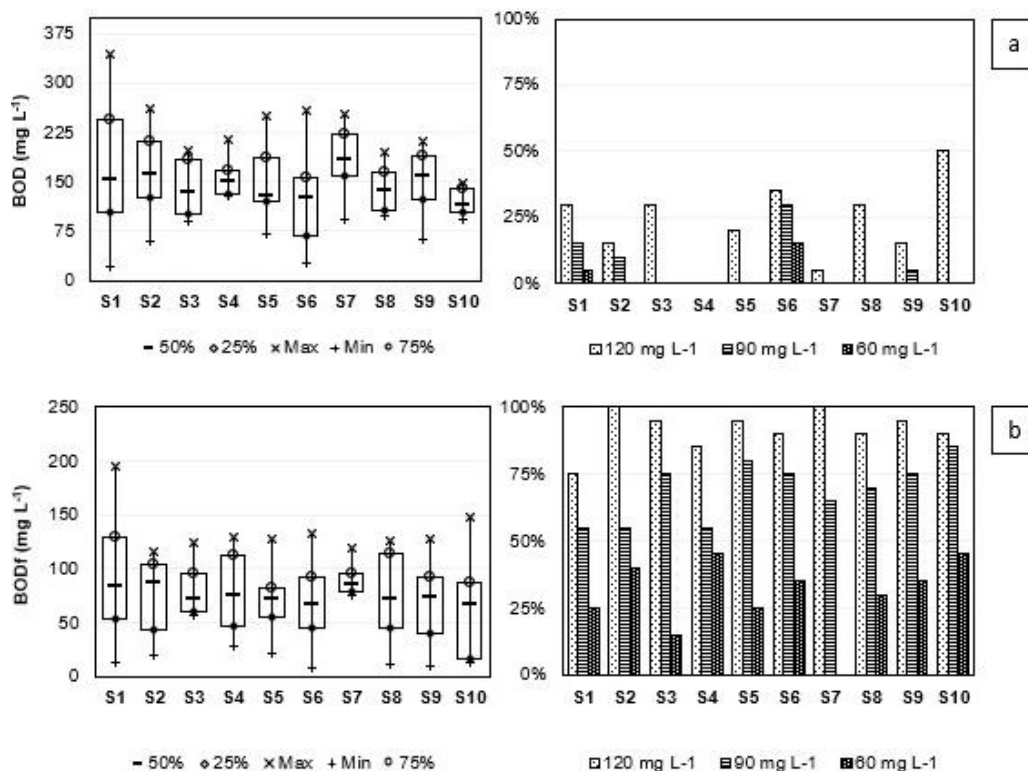 BOD (mg L-1)
375
300
225
150
75
0
S1 S2 S3 S4 S5 S6 S7 S8 S9 S10
50% 25% Max Min 75%
100%
75%
50%
25%
0%
S1 S2 S3 S4 S5 S6 S7 S8 S9 S10
120 mg L-1 90 mg L-1 60 mg L-1
a
BODf (mg L-1)
250
200
150
100
50
0
S1 S2 S3 S4 S5 S6 S7 S8 S9 S10
50% 25% Max Min 75%
100%
75%
50%
25%
0%
S1 S2 S3 S4 S5 S6 S7 S8 S9 S10
120 mg L-1 90 mg L-1 60 mg L-1
b